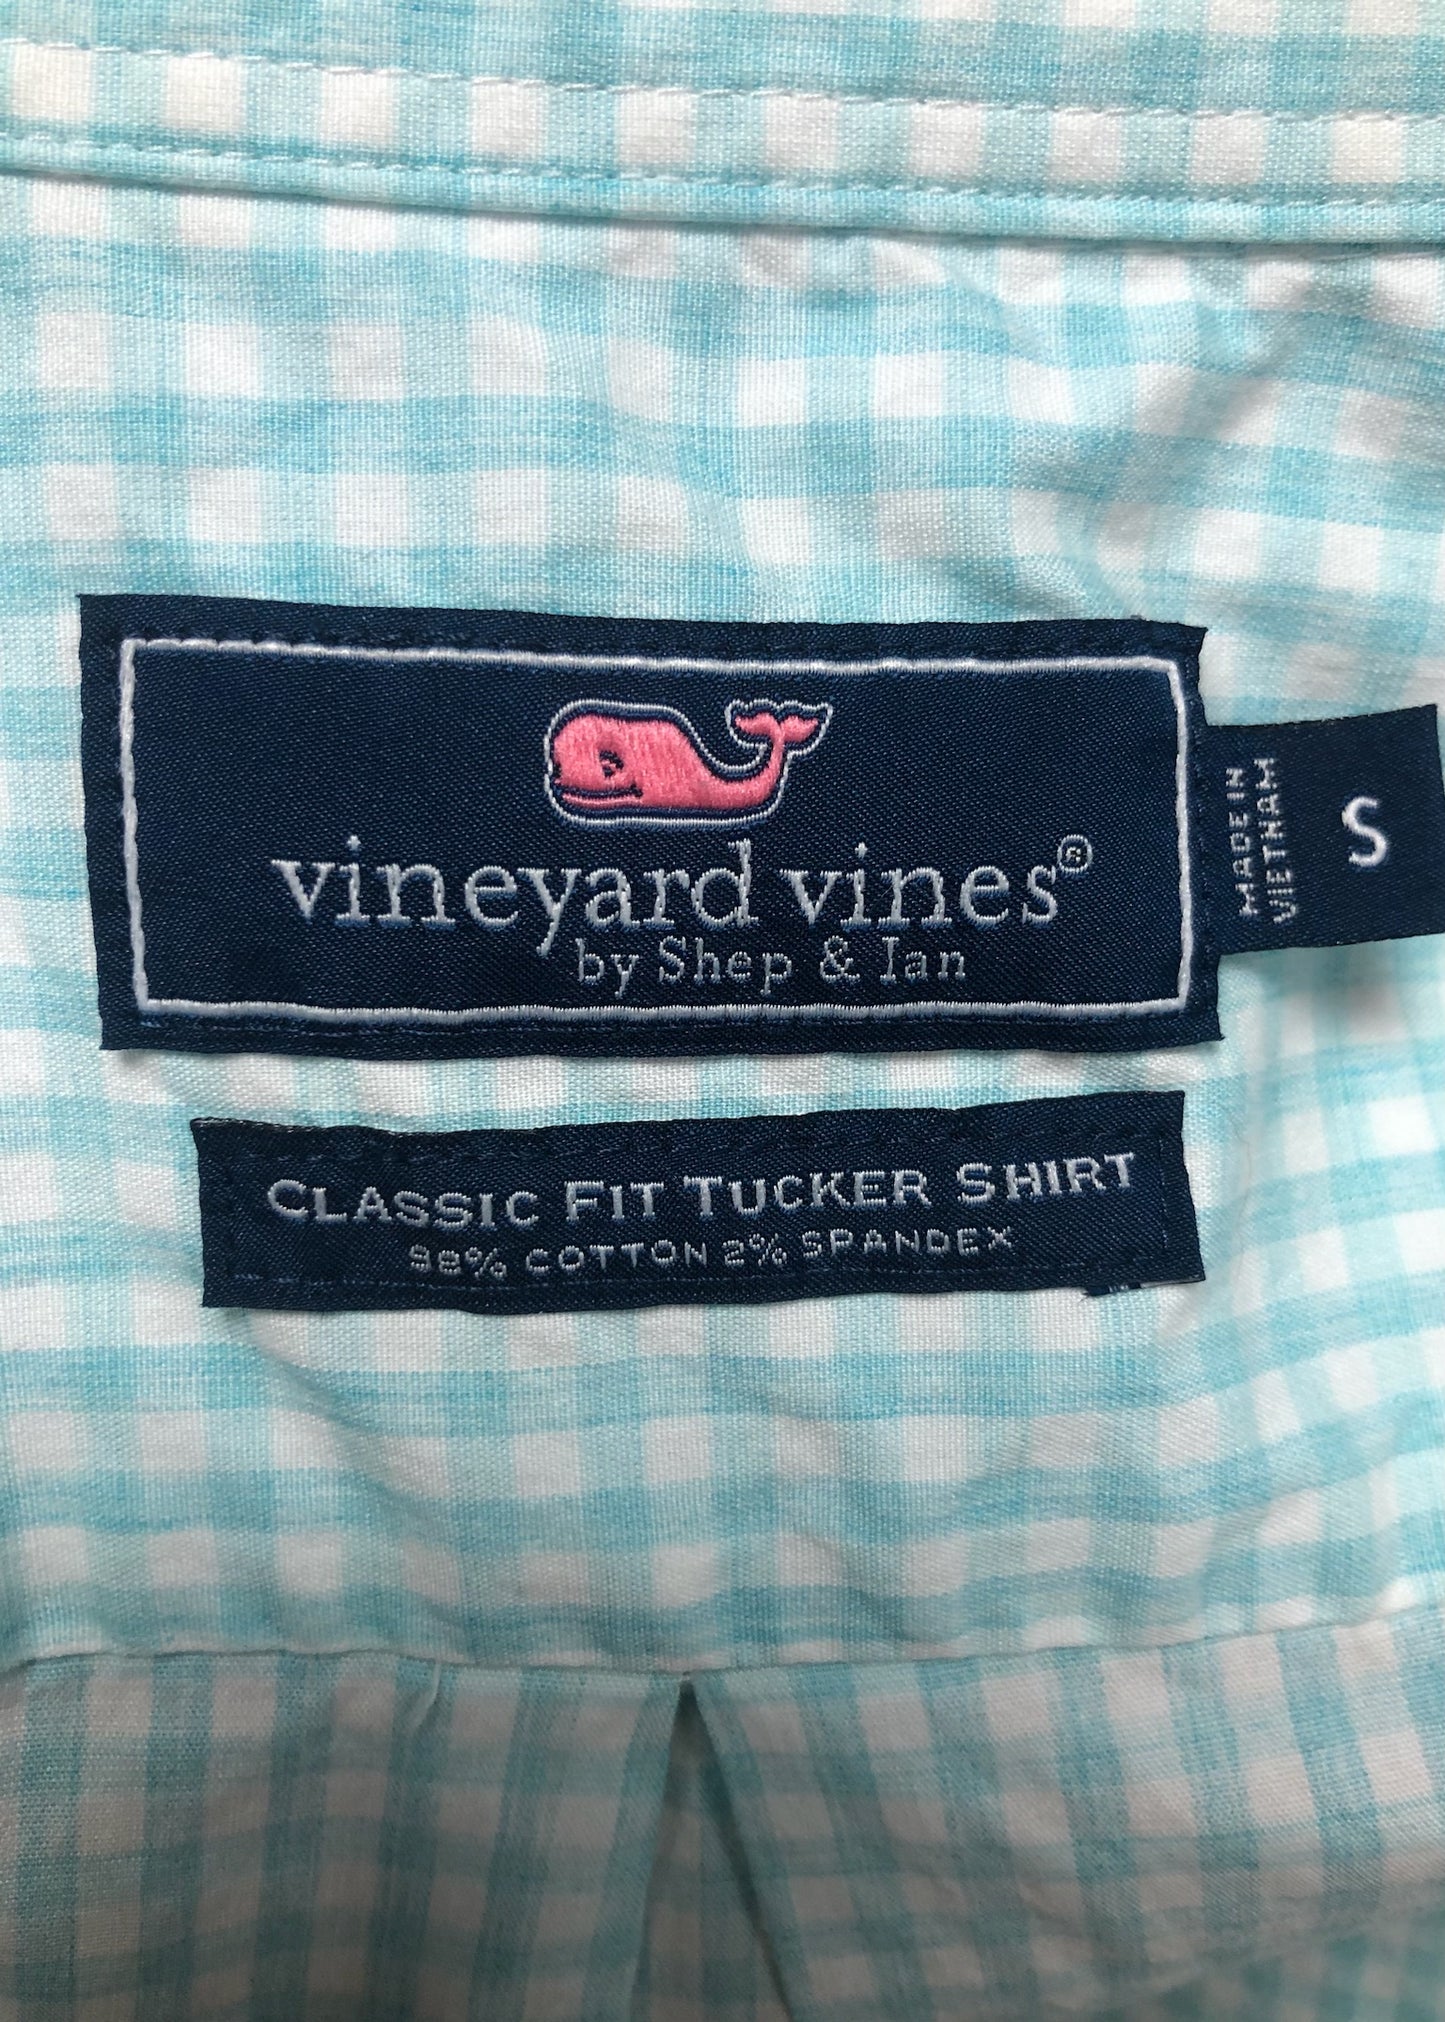 vineyard vines®
by Shep & Ian
MADE IN
VIETNAM
S
CLASSIC FIT TUCKER SHIRT
98% COTTON 2% SPANDEX